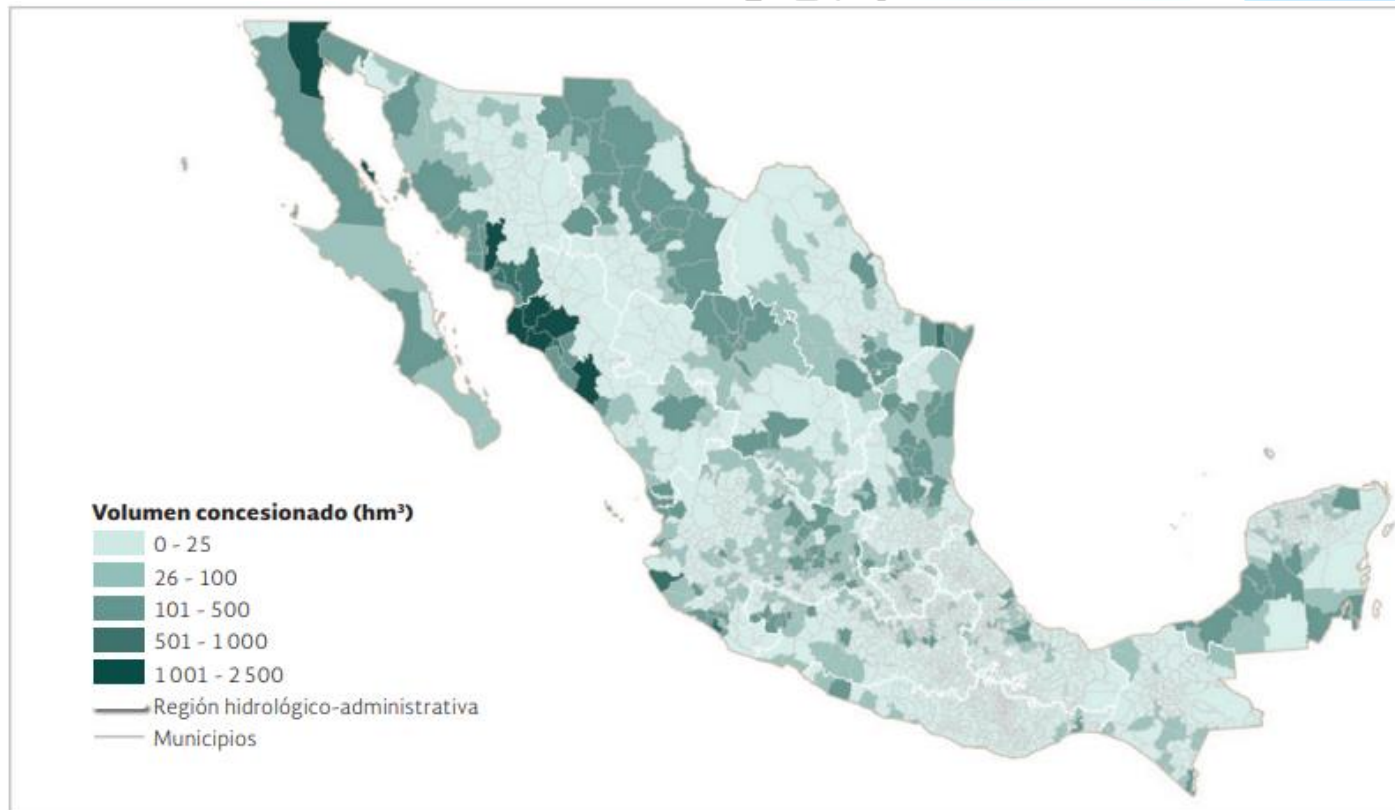 Volumen concesionado (hm³)
0 - 25
26 - 100
101 - 500
501 - 1 000
1 001 - 2 500
Región hidrológico-administrativa
Municipios